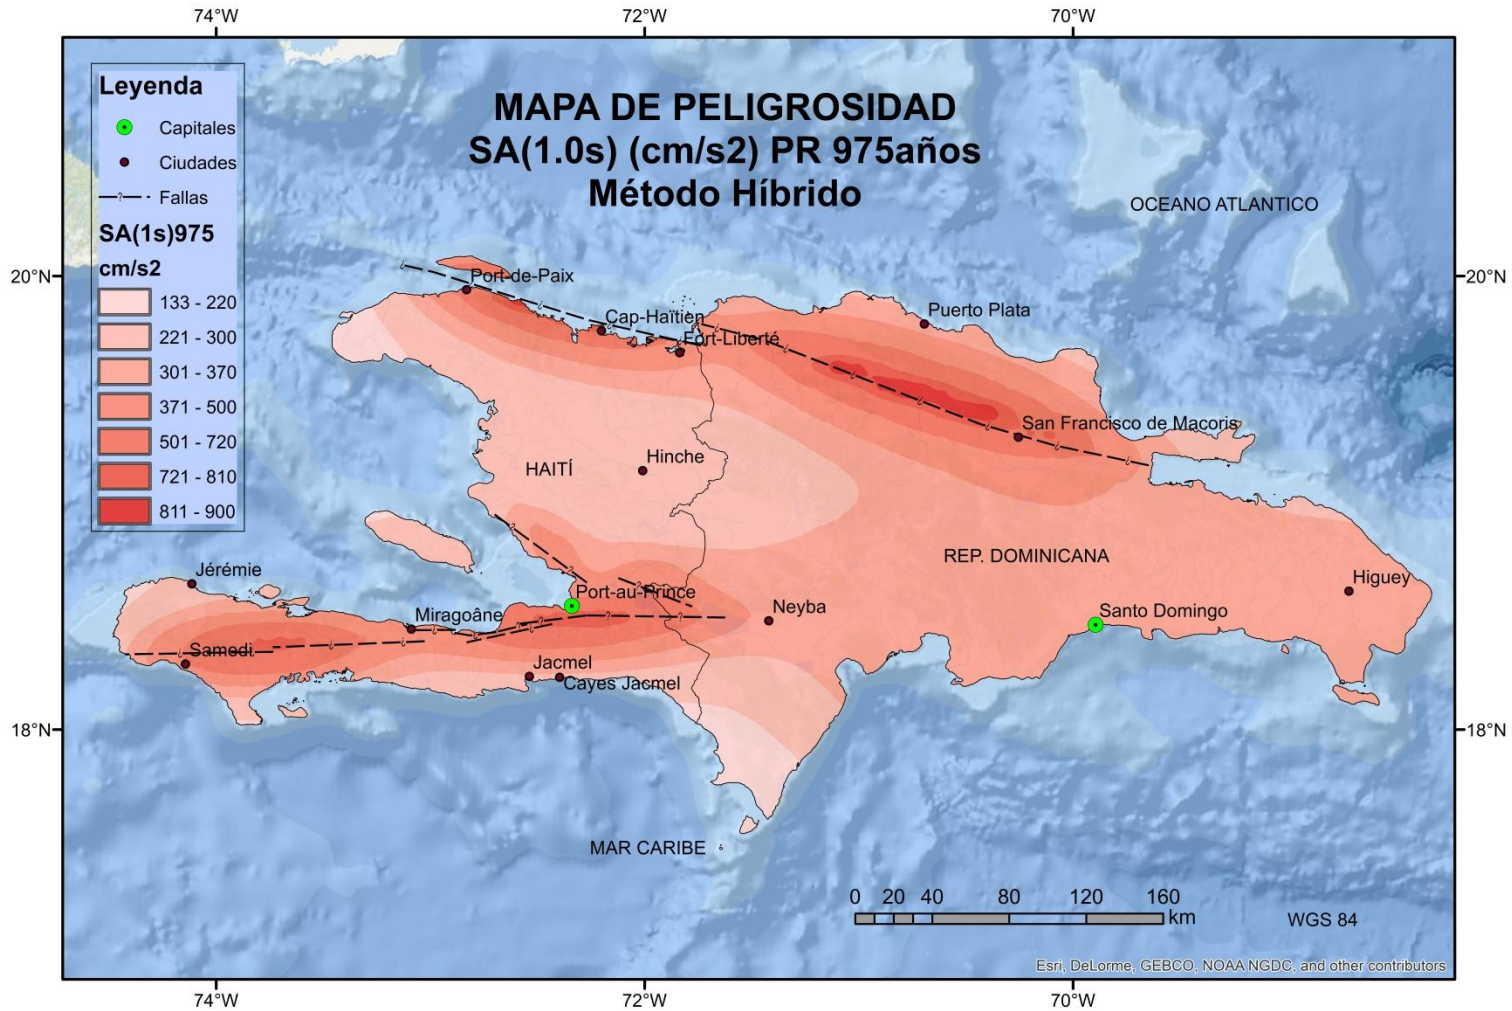 74°W
72°W
70°W
Leyenda
Capitales
Ciudades
Fallas
SA(1s)975
cm/s2
133 - 220
221 - 300
301 - 370
371 - 500
501 - 720
721 - 810
811 - 900
MAPA DE PELIGROSIDAD
SA(1.0s) (cm/s2) PR 975años
Método Híbrido
OCEANO ATLANTICO
20°N
20°N
Port-de-Paix
Cap-Haïtien
Fort-Liberté
Puerto Plata
San Francisco de Macoris
HAITÍ
Hinche
REP. DOMINICANA
Jérémie
Miragoâne
Port-au-Prince
Neyba
Santo Domingo
Higuey
Samedi
Jacmel
Cayes Jacmel
18°N
18°N
MAR CARIBE
0 20 40 80 120 160
km
WGS 84
Esri, DeLorme, GEBCO, NOAA NGDC, and other contributors
74°W
72°W
70°W